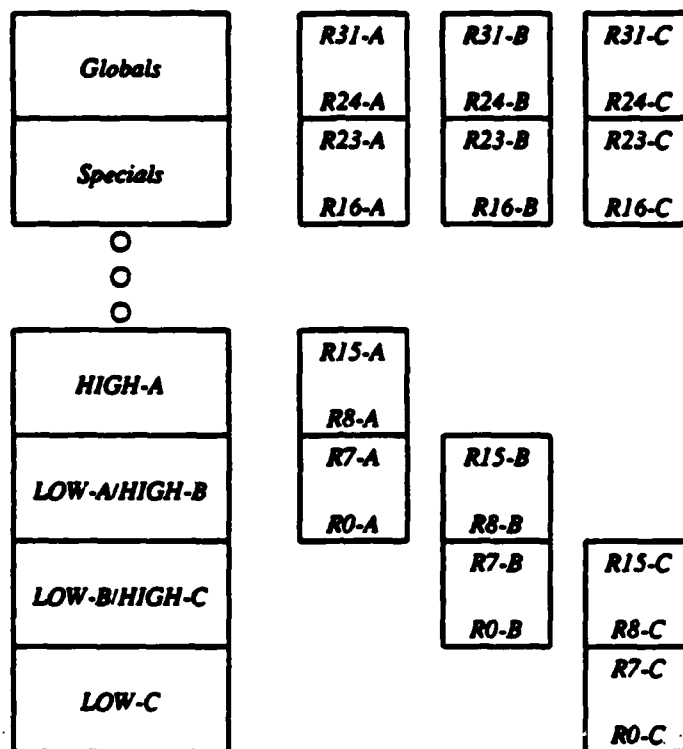 Globals
R31-A
R31-B
R31-C
R24-A
R24-B
R24-C
Specials
R23-A
R23-B
R23-C
R16-A
R16-B
R16-C
HIGH-A
R15-A
R8-A
LOW-A/HIGH-B
R7-A
R15-B
R0-A
R8-B
LOW-B/HIGH-C
R7-B
R15-C
R0-B
R8-C
LOW-C
R7-C
R0-C